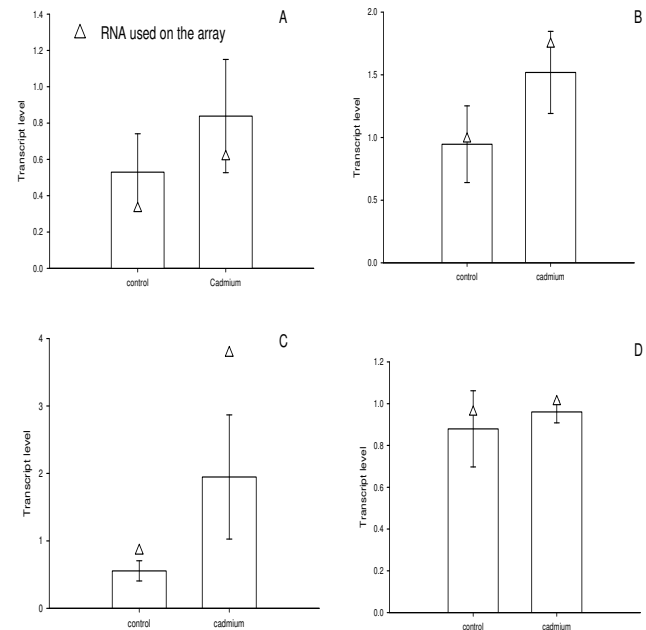 A
△ RNA used on the array
Transcript level
1.4
1.2
1.0
0.8
0.6
0.4
0.2
0.0
control
Cadmium
B
Transcript level
2.0
1.5
1.0
0.5
0.0
control
cadmium
C
Transcript level
4
3
2
1
0
control
cadmium
D
Transcript level
1.2
1.0
0.8
0.6
0.4
0.2
0.0
control
cadmium